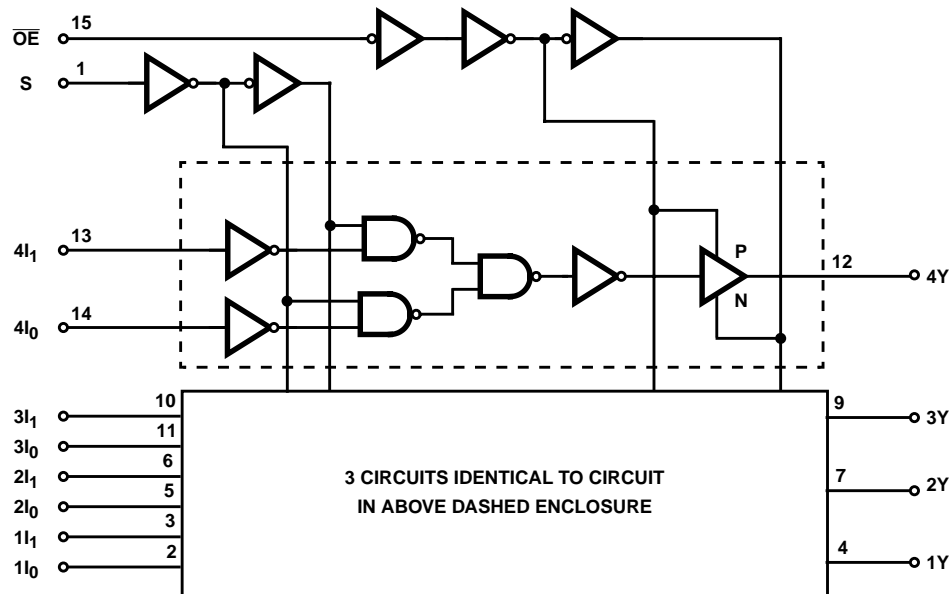 OE 15
S 1
4I1 13
P
N
12 4Y
4I0 14
3I1 10
3I0 11
2I1 6
2I0 5
1I1 3
1I0 2
3 CIRCUITS IDENTICAL TO CIRCUIT
IN ABOVE DASHED ENCLOSURE
9 3Y
7 2Y
4 1Y